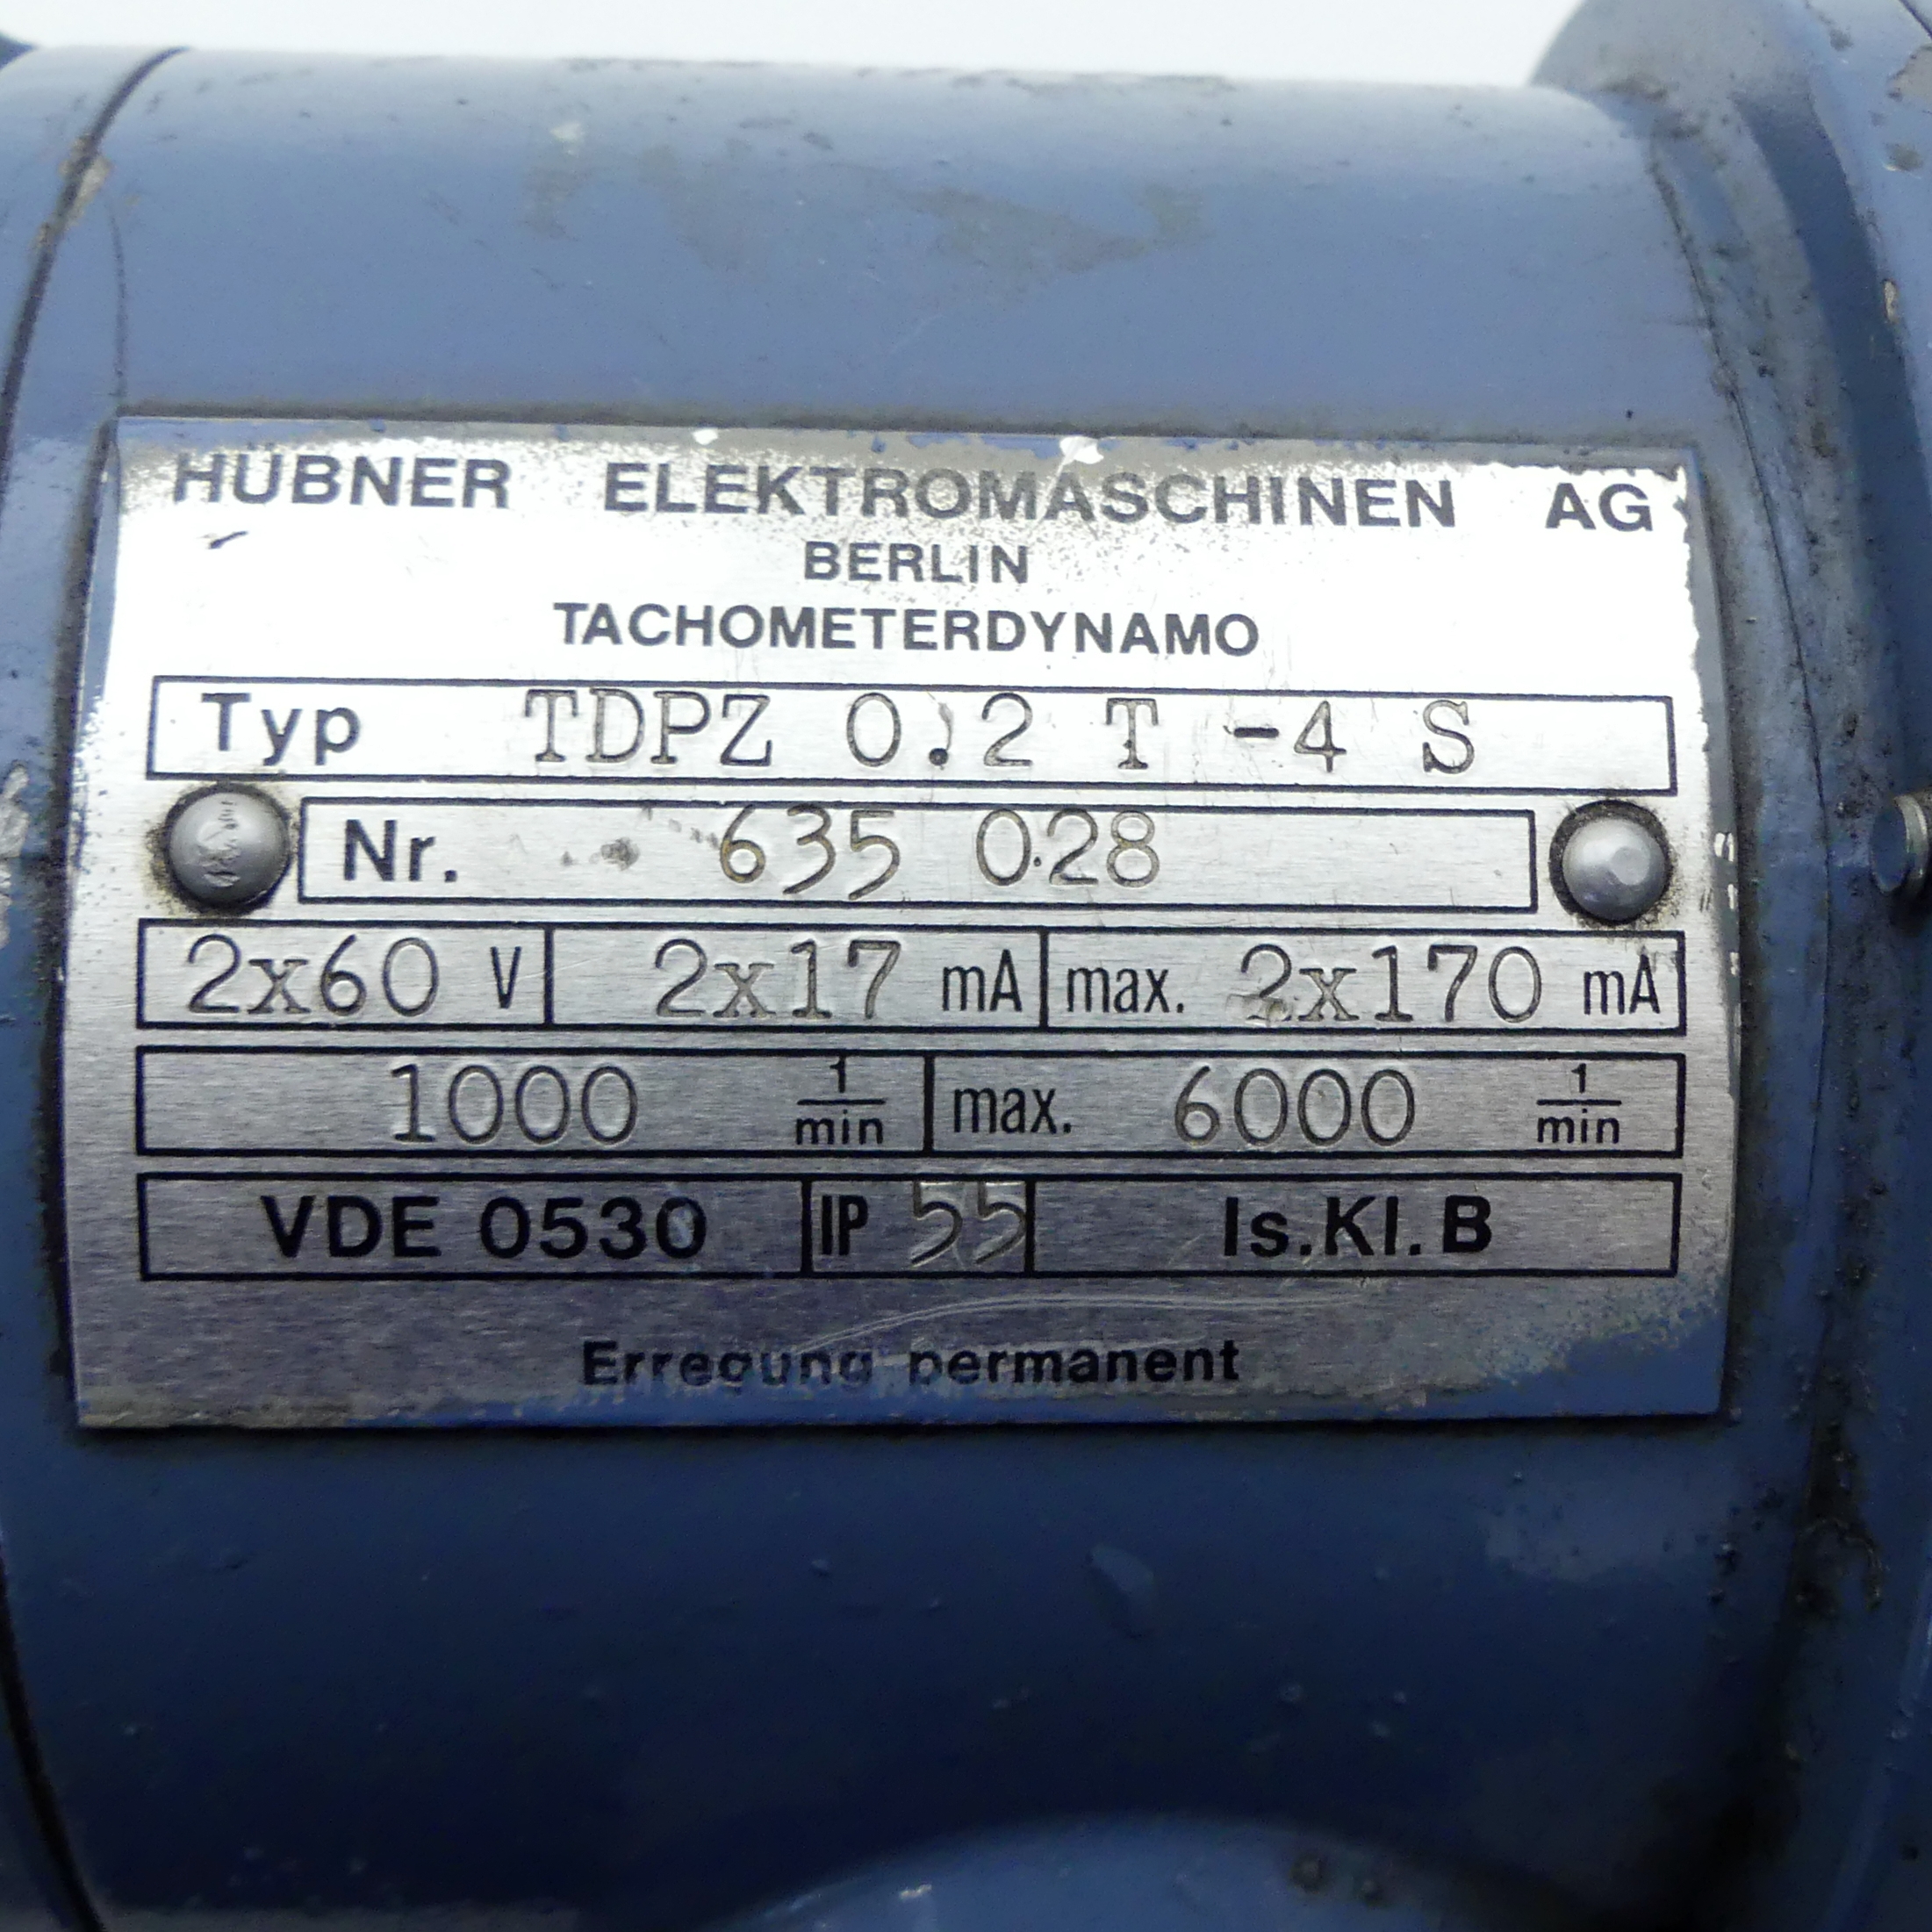 HÜBNER ELEKTROMASCHINEN AG
BERLIN
TACHOMETERDYNAMO
Typ TDPZ 0.2 T -4 S
Nr. 635 028
2x60 V 2x17 mA max. 2x170 mA
1000 1/min max. 6000 1/min
VDE 0530 IP 55 Is.Kl.B
Erregung permanent